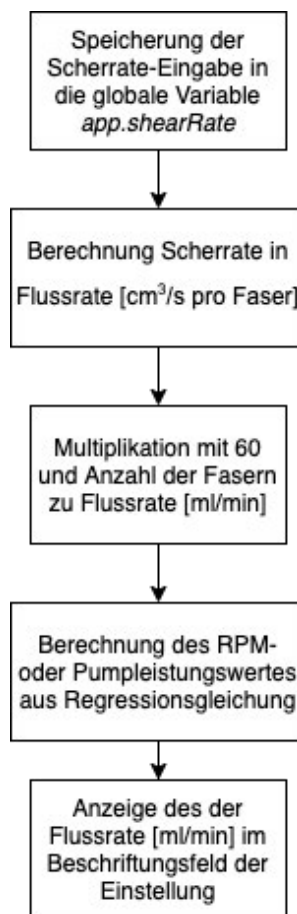 Speicherung der
Scherrate-Eingabe in
die globale Variable
app.shearRate
Berechnung Scherrate in
Flussrate [cm³/s pro Faser]
Multiplikation mit 60
und Anzahl der Fasern
zu Flussrate [ml/min]
Berechnung des RPM-
oder Pumpleistungswertes
aus Regressionsgleichung
Anzeige des der
Flussrate [ml/min] im
Beschriftungsfeld der
Einstellung